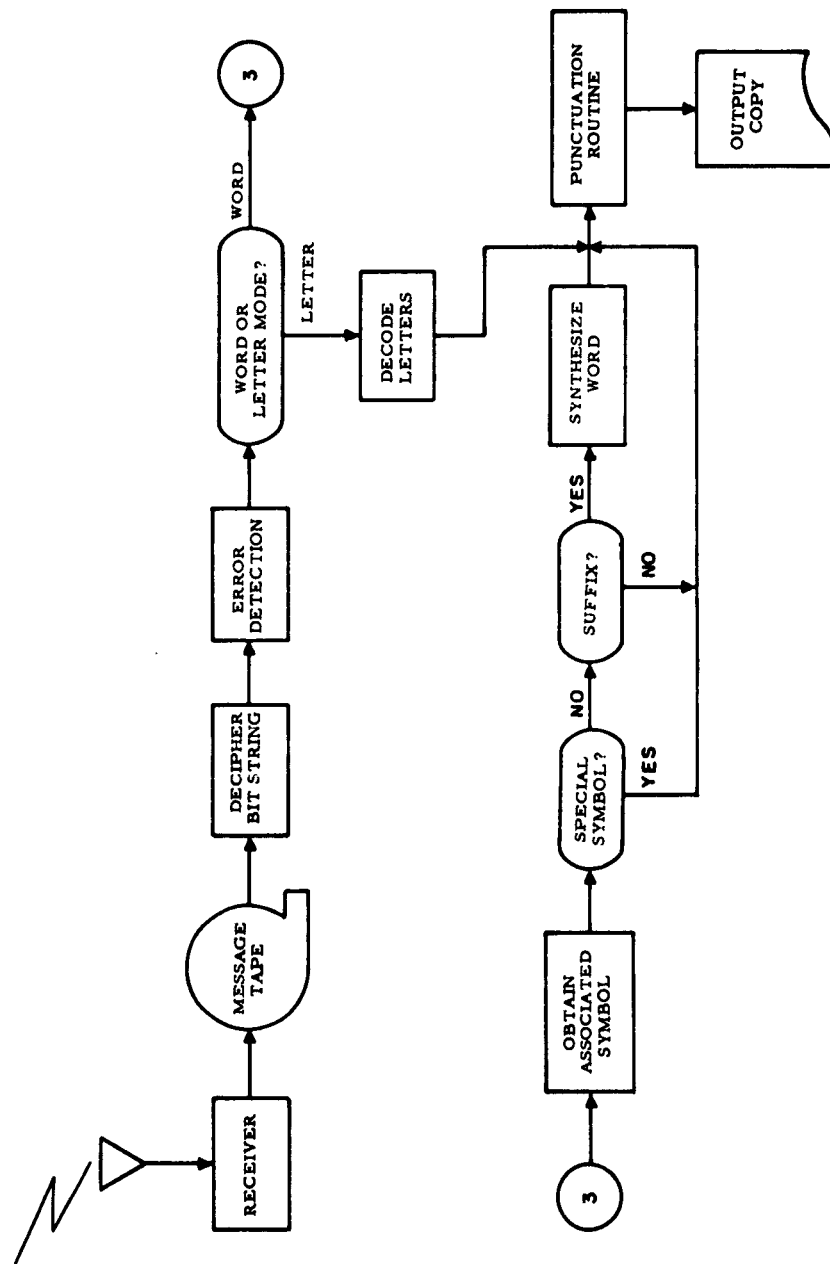 RECEIVER
MESSAGE
TAPE
DECIPHER
BIT STRING
ERROR
DETECTION
WORD OR
LETTER MODE?
WORD
3
LETTER
DECODE
LETTERS
3
OBTAIN
ASSOCIATED
SYMBOL
SPECIAL
SYMBOL?
NO
YES
SUFFIX?
YES
NO
SYNTHESIZE
WORD
PUNCTUATION
ROUTINE
OUTPUT
COPY